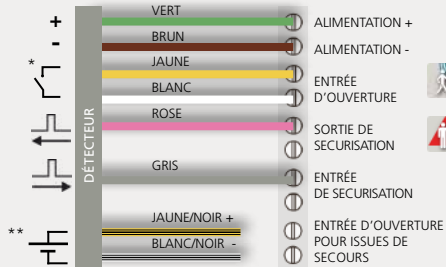 VERT
+
ALIMENTATION +
BRUN
-
ALIMENTATION -
JAUNE
*
ENTRÉE
D'OUVERTURE
BLANC
ROSE
SORTIE DE
SECURISATION
DÉTECTEUR
GRIS
ENTRÉE
DE SECURISATION
JAUNE/NOIR +
ENTRÉE D'OUVERTURE
POUR ISSUES DE
SECOURS
**
BLANC/NOIR -